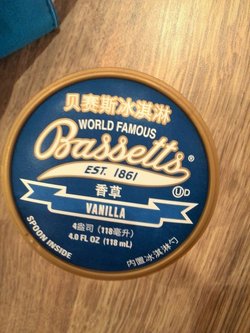 贝赛斯冰淇淋
WORLD FAMOUS
Bassetts®
EST. 1861
香草
UD
VANILLA
4盎司 (118毫升)
4.0 FL OZ (118 mL)
SPOON INSIDE
内置冰淇淋勺